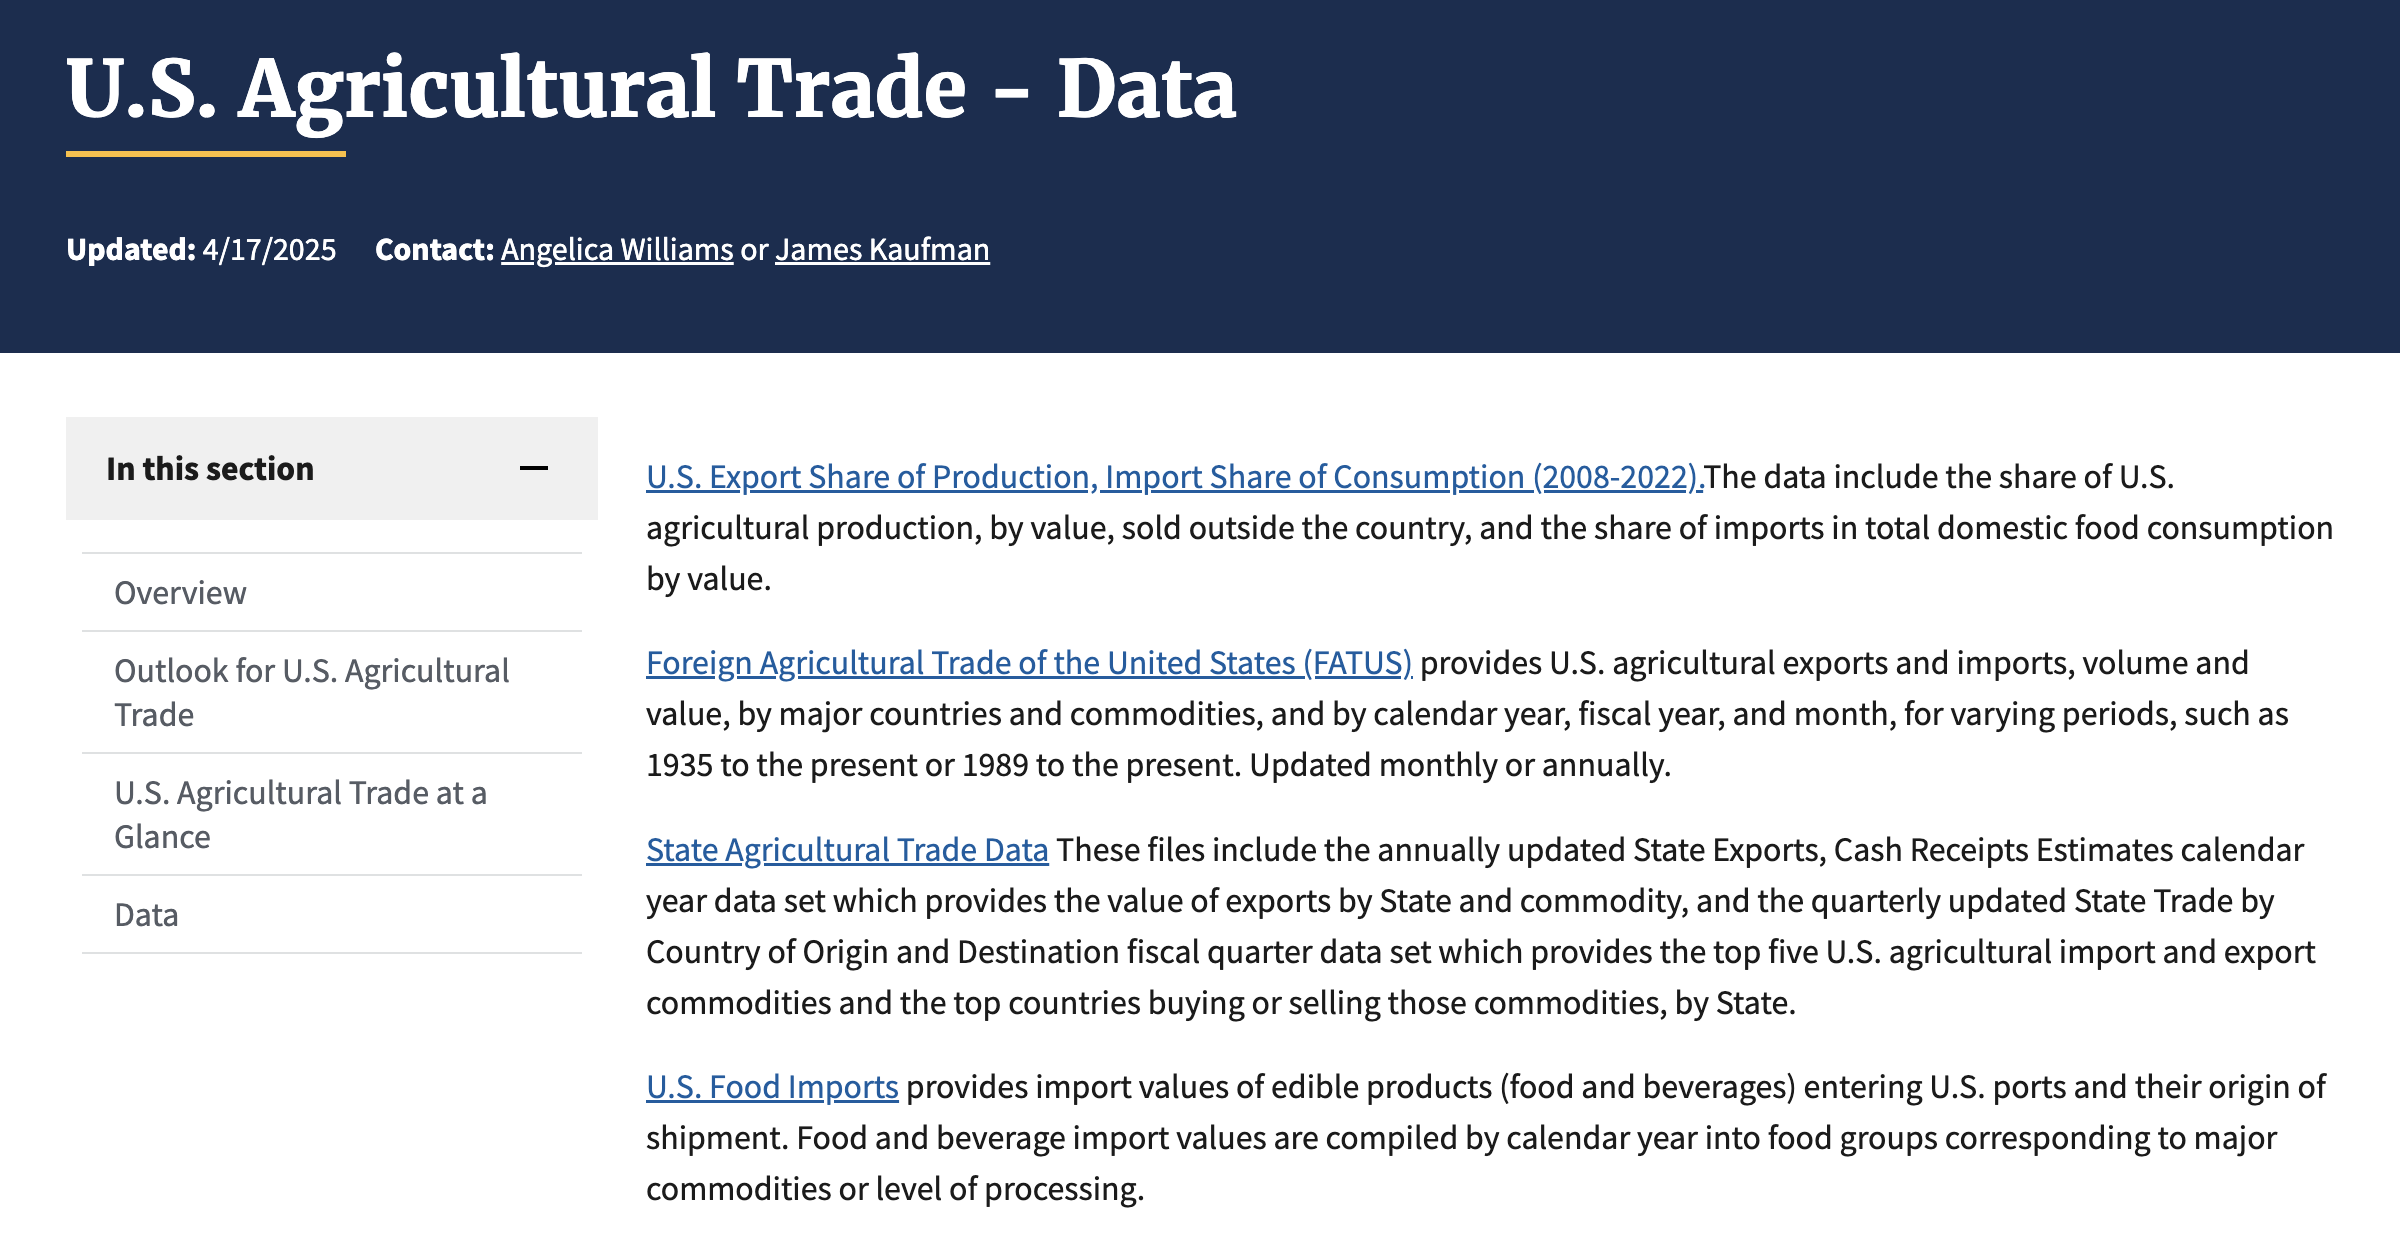 U.S. Agricultural Trade - Data
Updated: 4/17/2025 Contact: Angelica Williams or James Kaufman
In this section
Overview
Outlook for U.S. Agricultural
Trade
U.S. Agricultural Trade at a
Glance
Data
U.S. Export Share of Production, Import Share of Consumption (2008-2022).The data include the share of U.S.
agricultural production, by value, sold outside the country, and the share of imports in total domestic food consumption
by value.
Foreign Agricultural Trade of the United States (FATUS) provides U.S. agricultural exports and imports, volume and
value, by major countries and commodities, and by calendar year, fiscal year, and month, for varying periods, such as
1935 to the present or 1989 to the present. Updated monthly or annually.
State Agricultural Trade Data These files include the annually updated State Exports, Cash Receipts Estimates calendar
year data set which provides the value of exports by State and commodity, and the quarterly updated State Trade by
Country of Origin and Destination fiscal quarter data set which provides the top five U.S. agricultural import and export
commodities and the top countries buying or selling those commodities, by State.
U.S. Food Imports provides import values of edible products (food and beverages) entering U.S. ports and their origin of
shipment. Food and beverage import values are compiled by calendar year into food groups corresponding to major
commodities or level of processing.